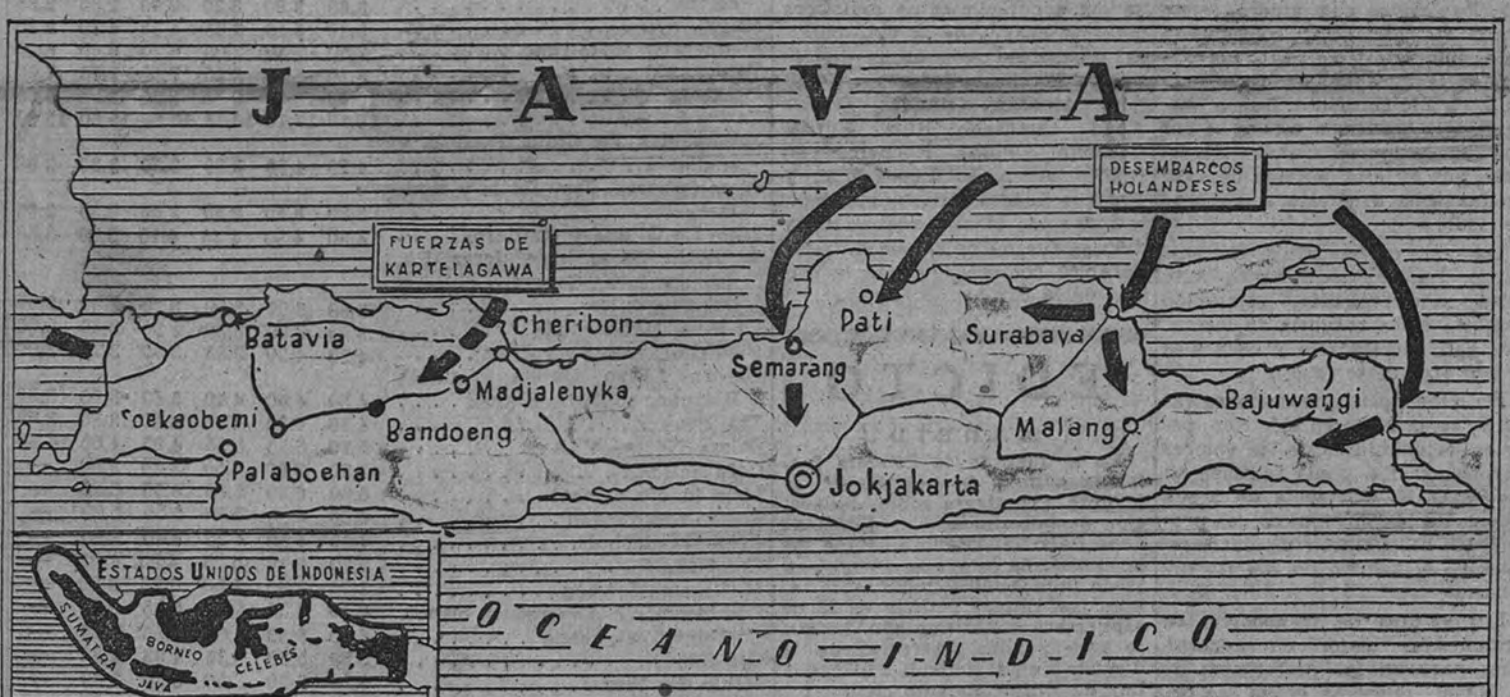 J A V A
DESEMBARCOS
HOLANDESES
FUERZAS DE
KARTELAGAWA
Cheribon
Batavia
Pati
Surabaya
Semarang
Madjalenyka
Bajuwangi
Soekaobemi
Bandoeng
Malang
Palaboehan
Jokjakarta
ESTADOS UNIDOS DE INDONESIA
SUMATRA
BORNEO
CELEBES
JAVA
OCEANO INDICO